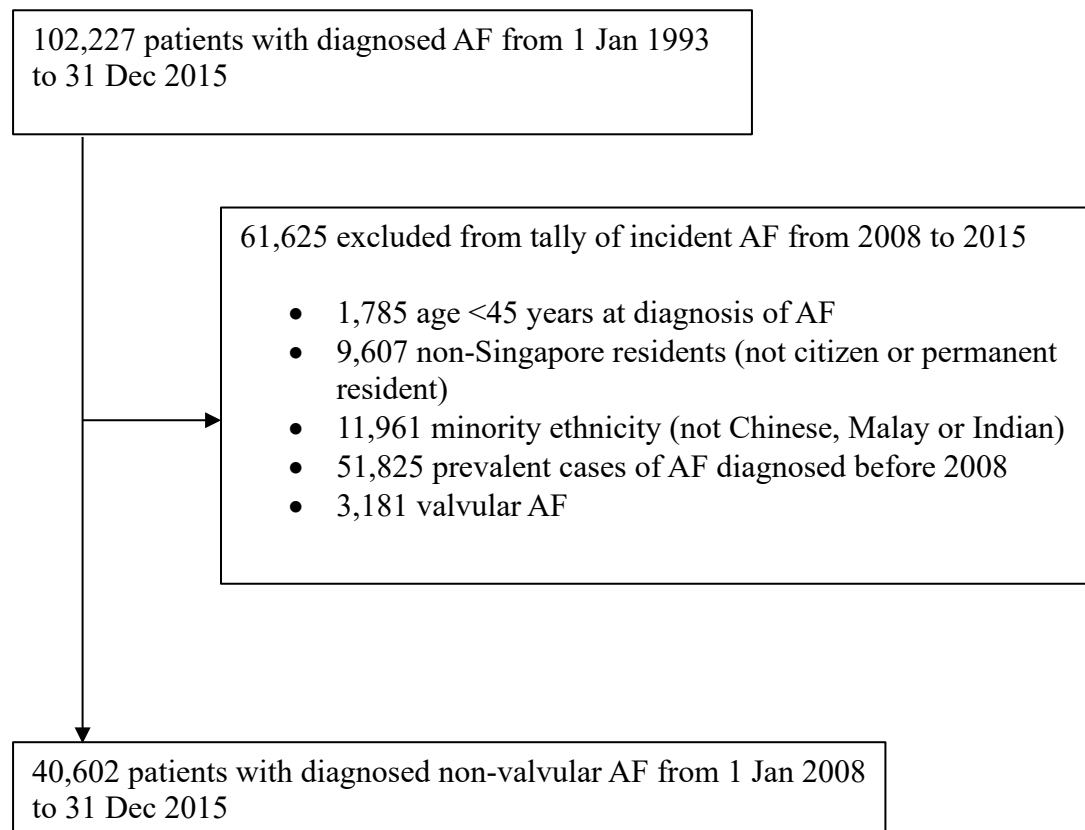 102,227 patients with diagnosed AF from 1 Jan 1993
to 31 Dec 2015
61,625 excluded from tally of incident AF from 2008 to 2015
• 1,785 age <45 years at diagnosis of AF
• 9,607 non-Singapore residents (not citizen or permanent
resident)
• 11,961 minority ethnicity (not Chinese, Malay or Indian)
• 51,825 prevalent cases of AF diagnosed before 2008
• 3,181 valvular AF
40,602 patients with diagnosed non-valvular AF from 1 Jan 2008
to 31 Dec 2015